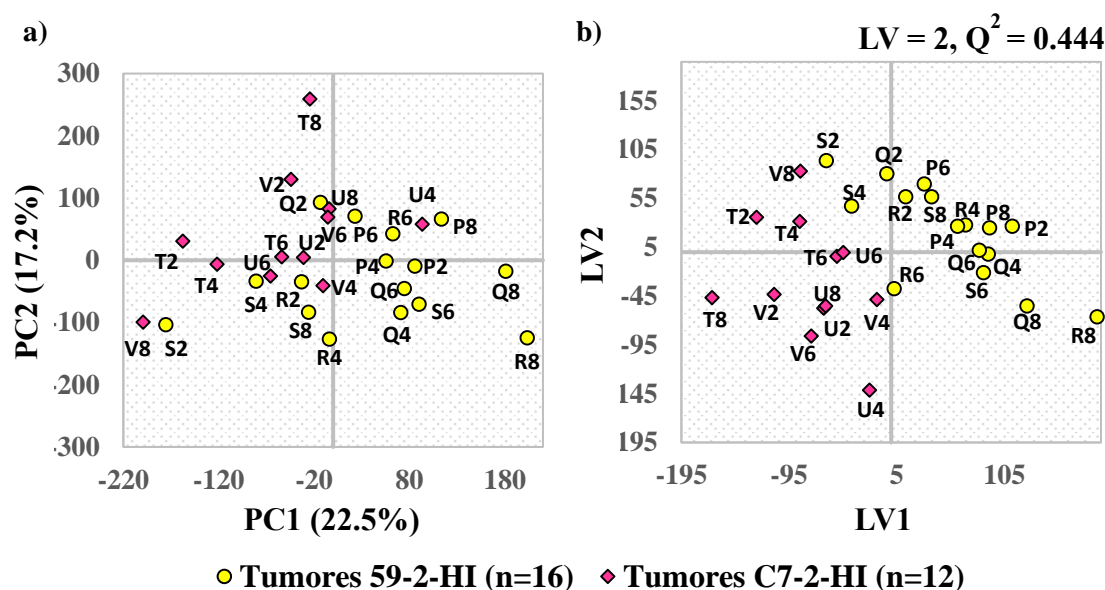 a)
b)
LV = 2, Q² = 0.444
300
200
100
0
-100
-200
-300
-220 -120 -20 80 180
PC1 (22.5%)
PC2 (17.2%)
T8
V2
Q2
U8
U4
V6
P6
R6
P8
T2
T6
U2
T4
U6
P4
P2
S4
R2
V4
Q6
Q8
S8
S6
Q4
V8
S2
R4
R8
155
105
55
5
-45
-95
145
195
-195 -95 5 105
LV1
LV2
S2
Q2
P6
V8
S4
R2
S8
R4
P8
P2
T2
T4
P4
T6
U6
Q6
Q4
R6
S6
T8
V2
U8
U2
V4
Q8
R8
V6
U4
Tumores 59-2-HI (n=16) Tumores C7-2-HI (n=12)